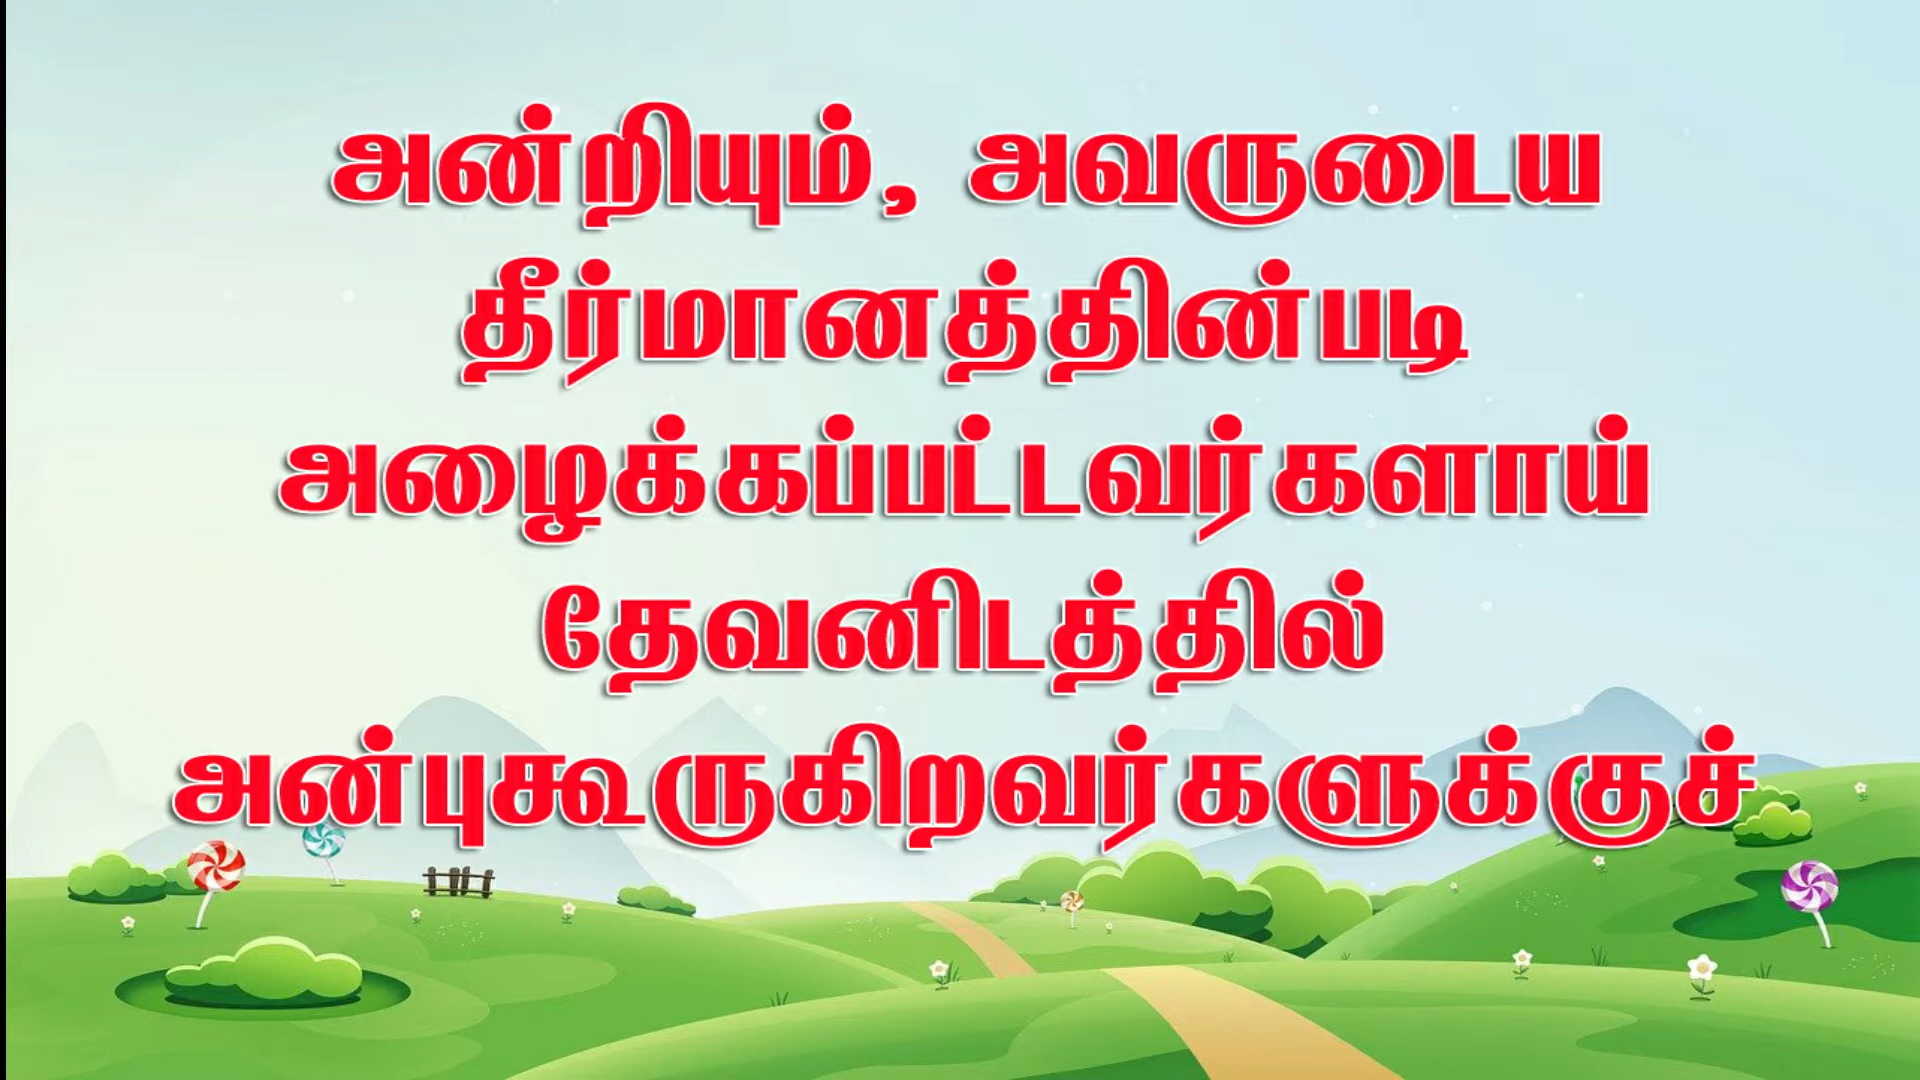 அன்றியும், அவருடைய
தீர்மானத்தின்படி
அழைக்கப்பட்டவர்களாய்
தேவனிடத்தில்
அன்புகூருகிறவர்களுக்குச்